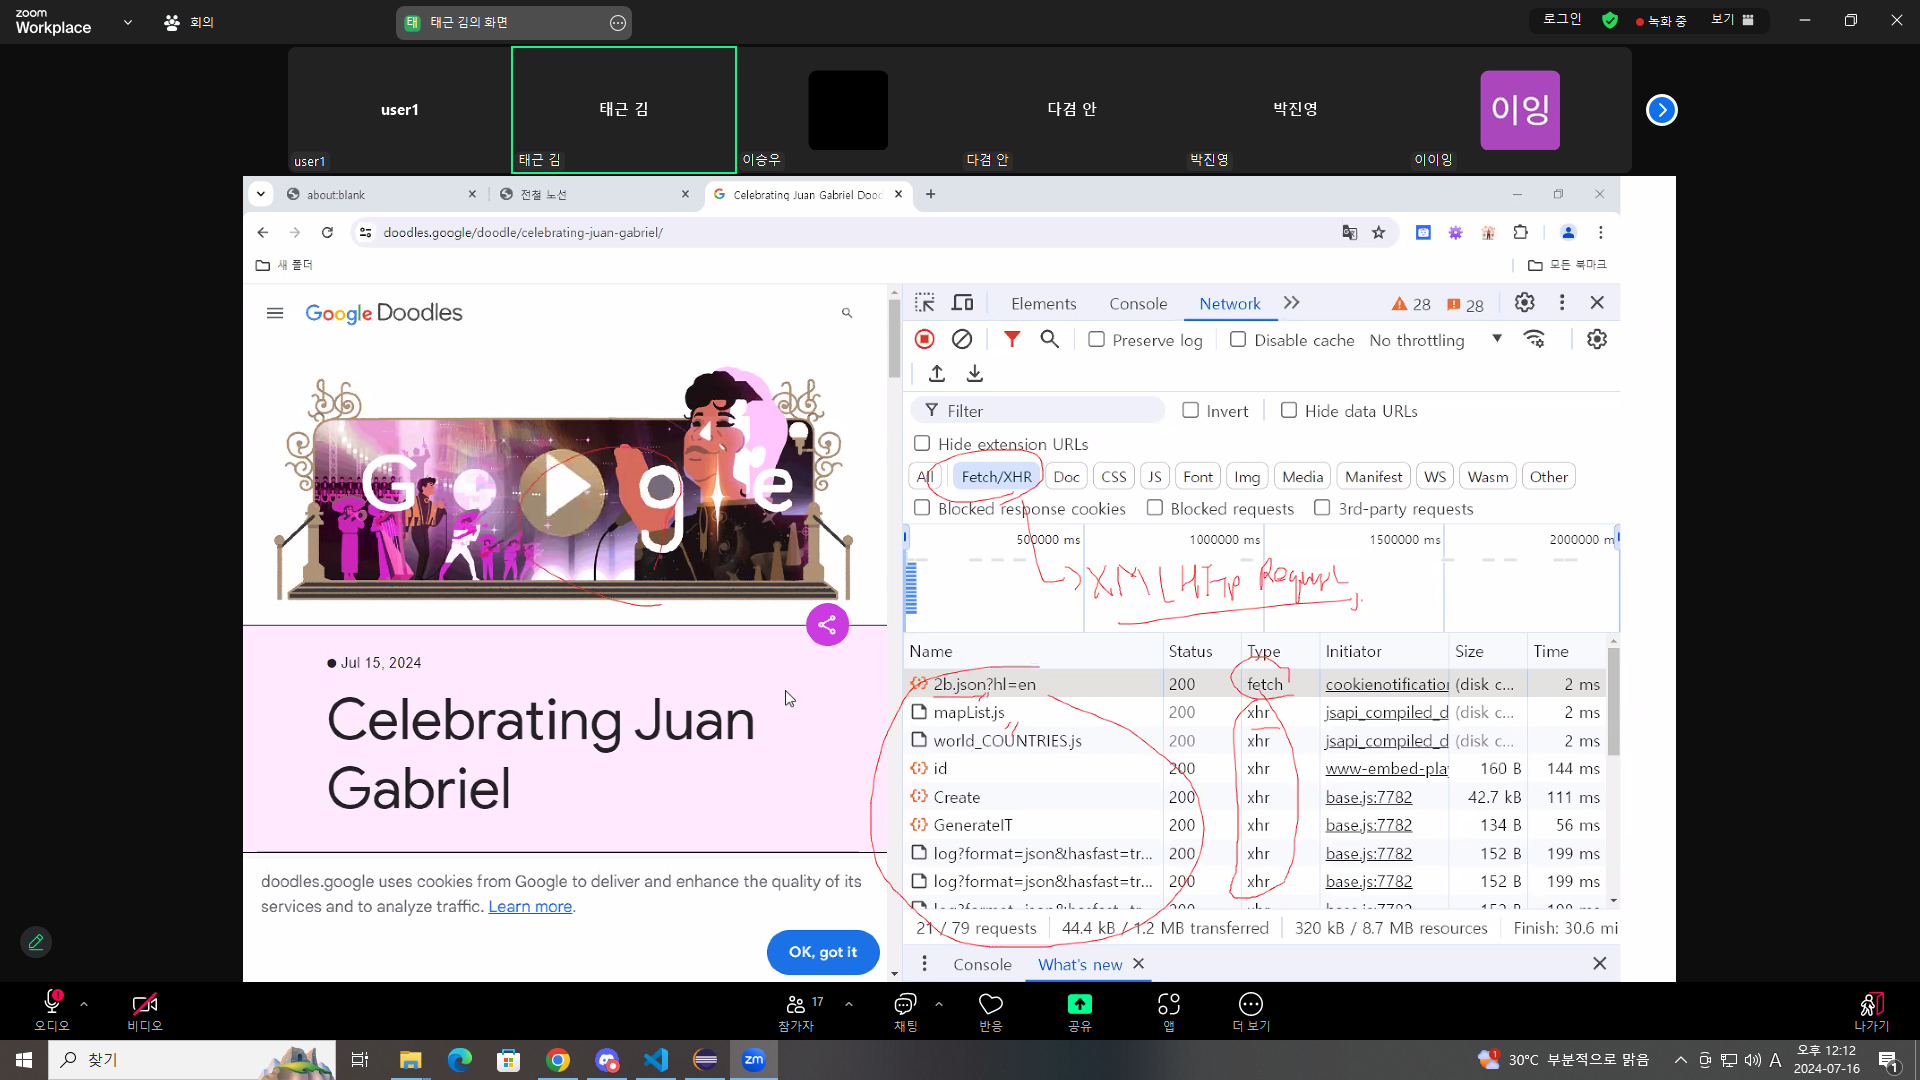 zoom
Workplace
회의
태 태근 김의 화면
로그인
녹화 중
보기
user1
태근 김
다겸 안
박진영
이잉
user1
태근 김
이승우
다겸 안
박진영
이이잉
about:blank
전철 노선
Celebrating Juan Gabriel Dood
doodles.google/doodle/celebrating-juan-gabriel/
새 폴더
모든 북마크
Google Doodles
Elements
Console
Network
28
28
Preserve log
Disable cache
No throttling
Filter
Invert
Hide data URLs
Hide extension URLs
All
Fetch/XHR
Doc
CSS
JS
Font
Img
Media
Manifest
WS
Wasm
Other
Blocked response cookies
Blocked requests
3rd-party requests
500000 ms
1000000 ms
1500000 ms
2000000 m
XMLHTTP Request
Google
Name Status Type Initiator Size Time
2b.json?hl=en 200 fetch cookienotification (disk c... 2 ms
mapList.js 200 xhr jsapi_compiled_d (disk c... 2 ms
world_COUNTRIES.js 200 xhr jsapi_compiled_d (disk c... 2 ms
id 200 xhr www-embed-play 160 B 144 ms
Create 200 xhr base.js:7782 42.7 kB 111 ms
GenerateIT 200 xhr base.js:7782 134 B 56 ms
log?format=json&hasfast=tr... 200 xhr base.js:7782 152 B 199 ms
log?format=json&hasfast=tr... 200 xhr base.js:7782 152 B 199 ms
21 / 79 requests
44.4 kB / 1.2 MB transferred
320 kB / 8.7 MB resources
Finish: 30.6 mi
Console
What's new
Jul 15, 2024
Celebrating Juan
Gabriel
doodles.google uses cookies from Google to deliver and enhance the quality of its
services and to analyze traffic. Learn more.
OK, got it
오디오
비디오
17
참가자
채팅
반응
공유
앱
더 보기
나가기
찾기
zm
1
30°C 부분적으로 맑음
A
오후 12:12
2024-07-16
1